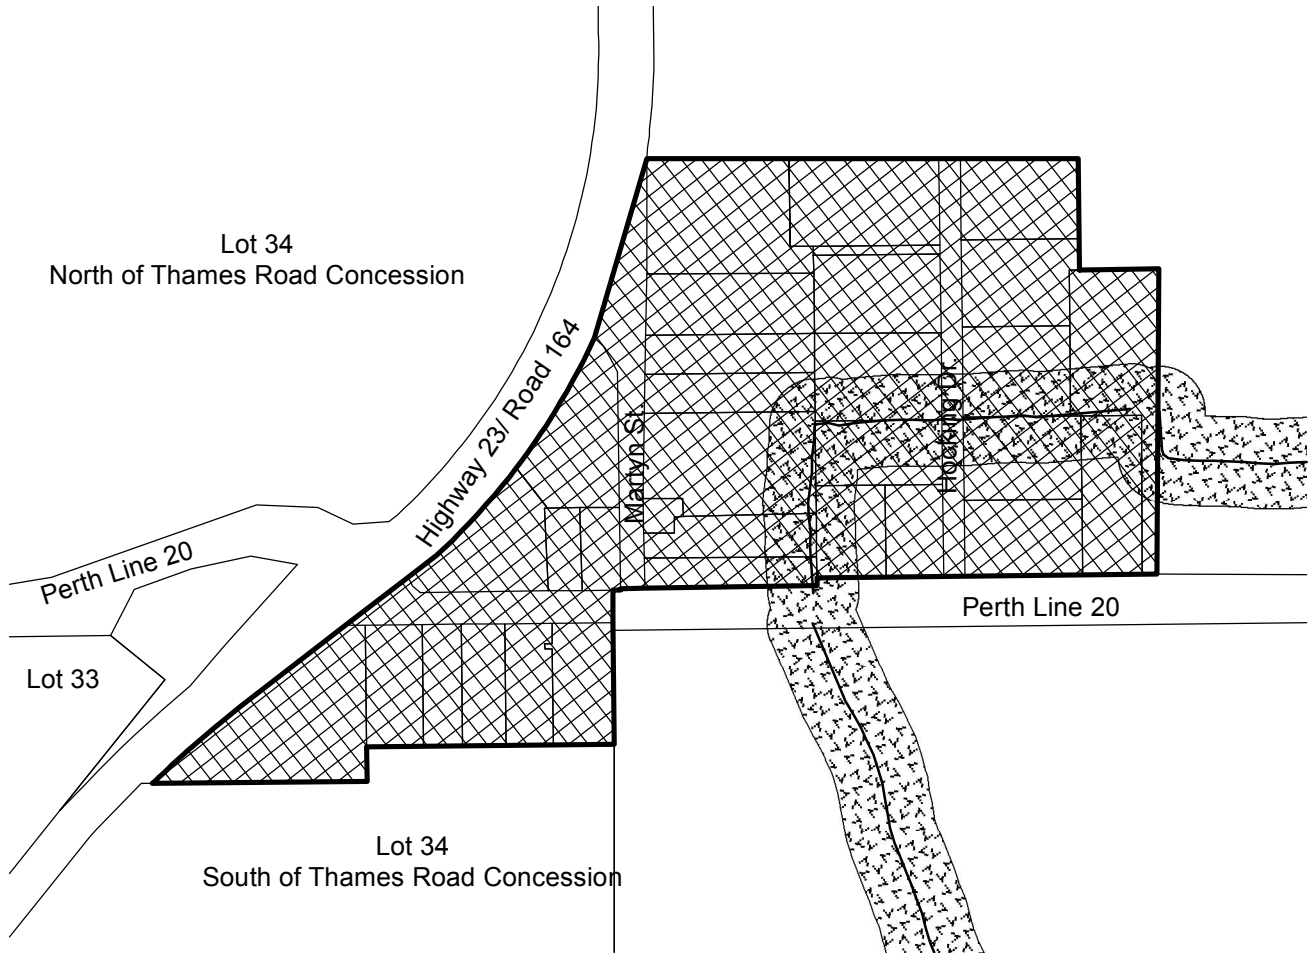 Lot 34
North of Thames Road Concession
Highway 23/ Road 164
Martyn St.
Hocking Dr.
Perth Line 20
Perth Line 20
Lot 33
Lot 34
South of Thames Road Concession